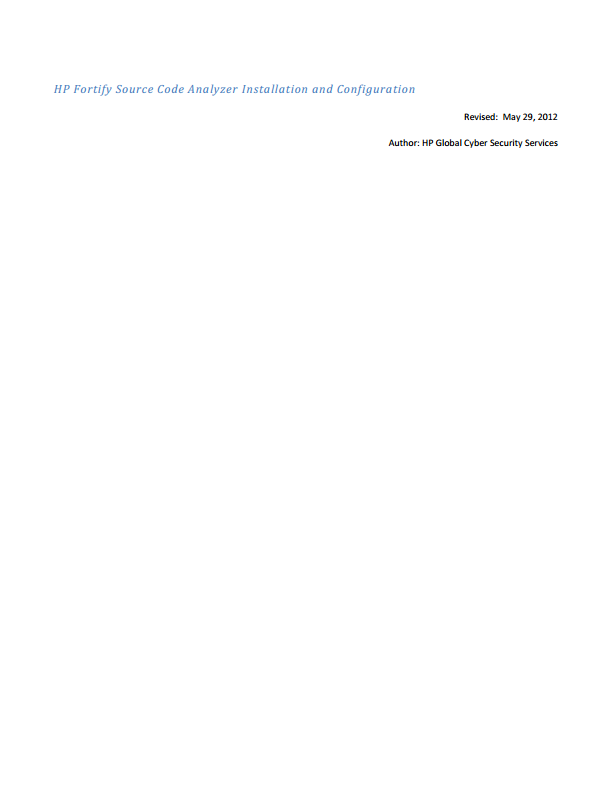 HP Fortify Source Code Analyzer Installation and Configuration
Revised:  May 29, 2012
Author: HP Global Cyber Security Services